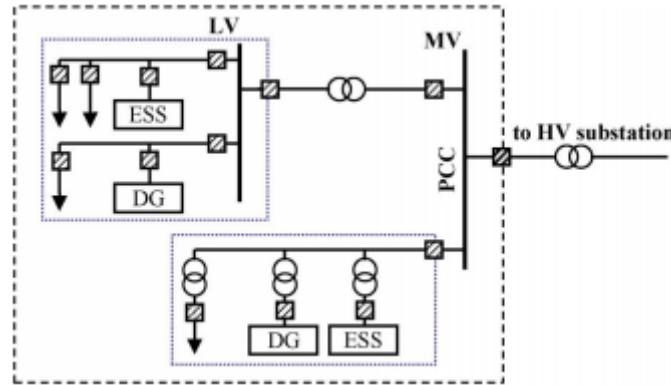 LV
MV
ESS
to HV substation
DG
PCC
DG
ESS